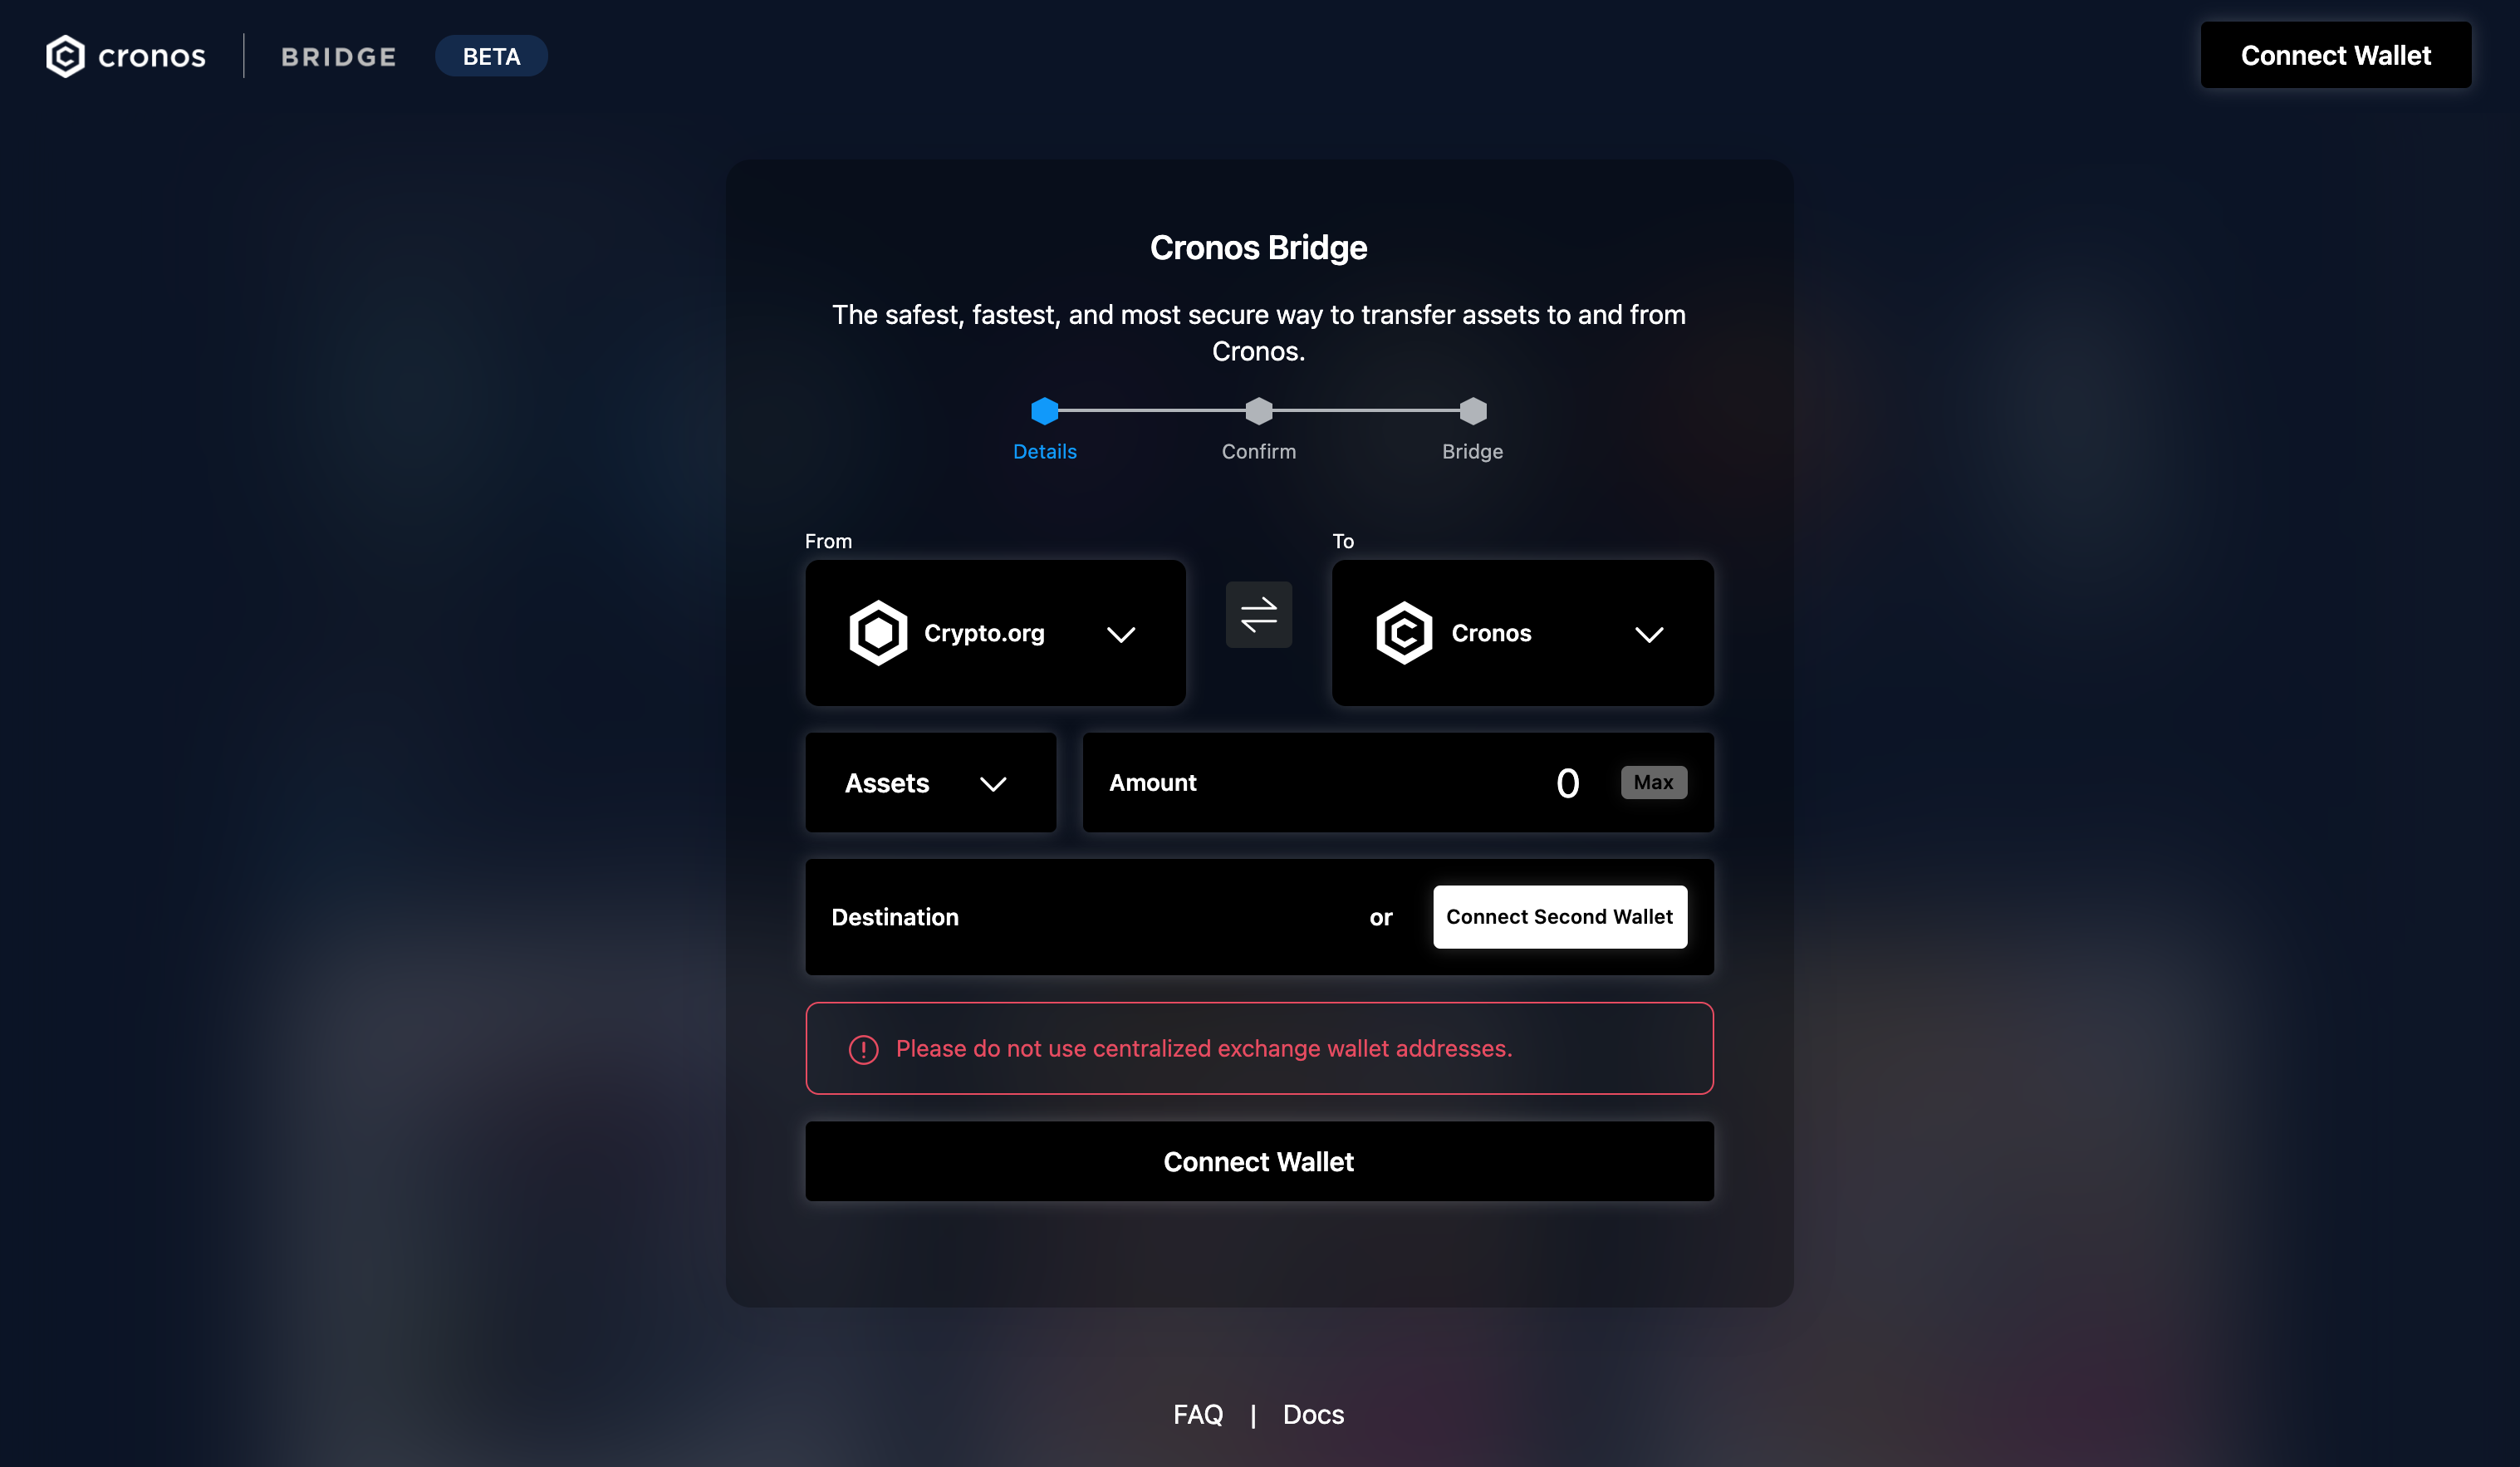 cronos | BRIDGE BETA
Connect Wallet
Cronos Bridge
The safest, fastest, and most secure way to transfer assets to and from
Cronos.
Details Confirm Bridge
From To
Crypto.org Cronos
Assets Amount 0 Max
Destination or Connect Second Wallet
Please do not use centralized exchange wallet addresses.
Connect Wallet
FAQ | Docs